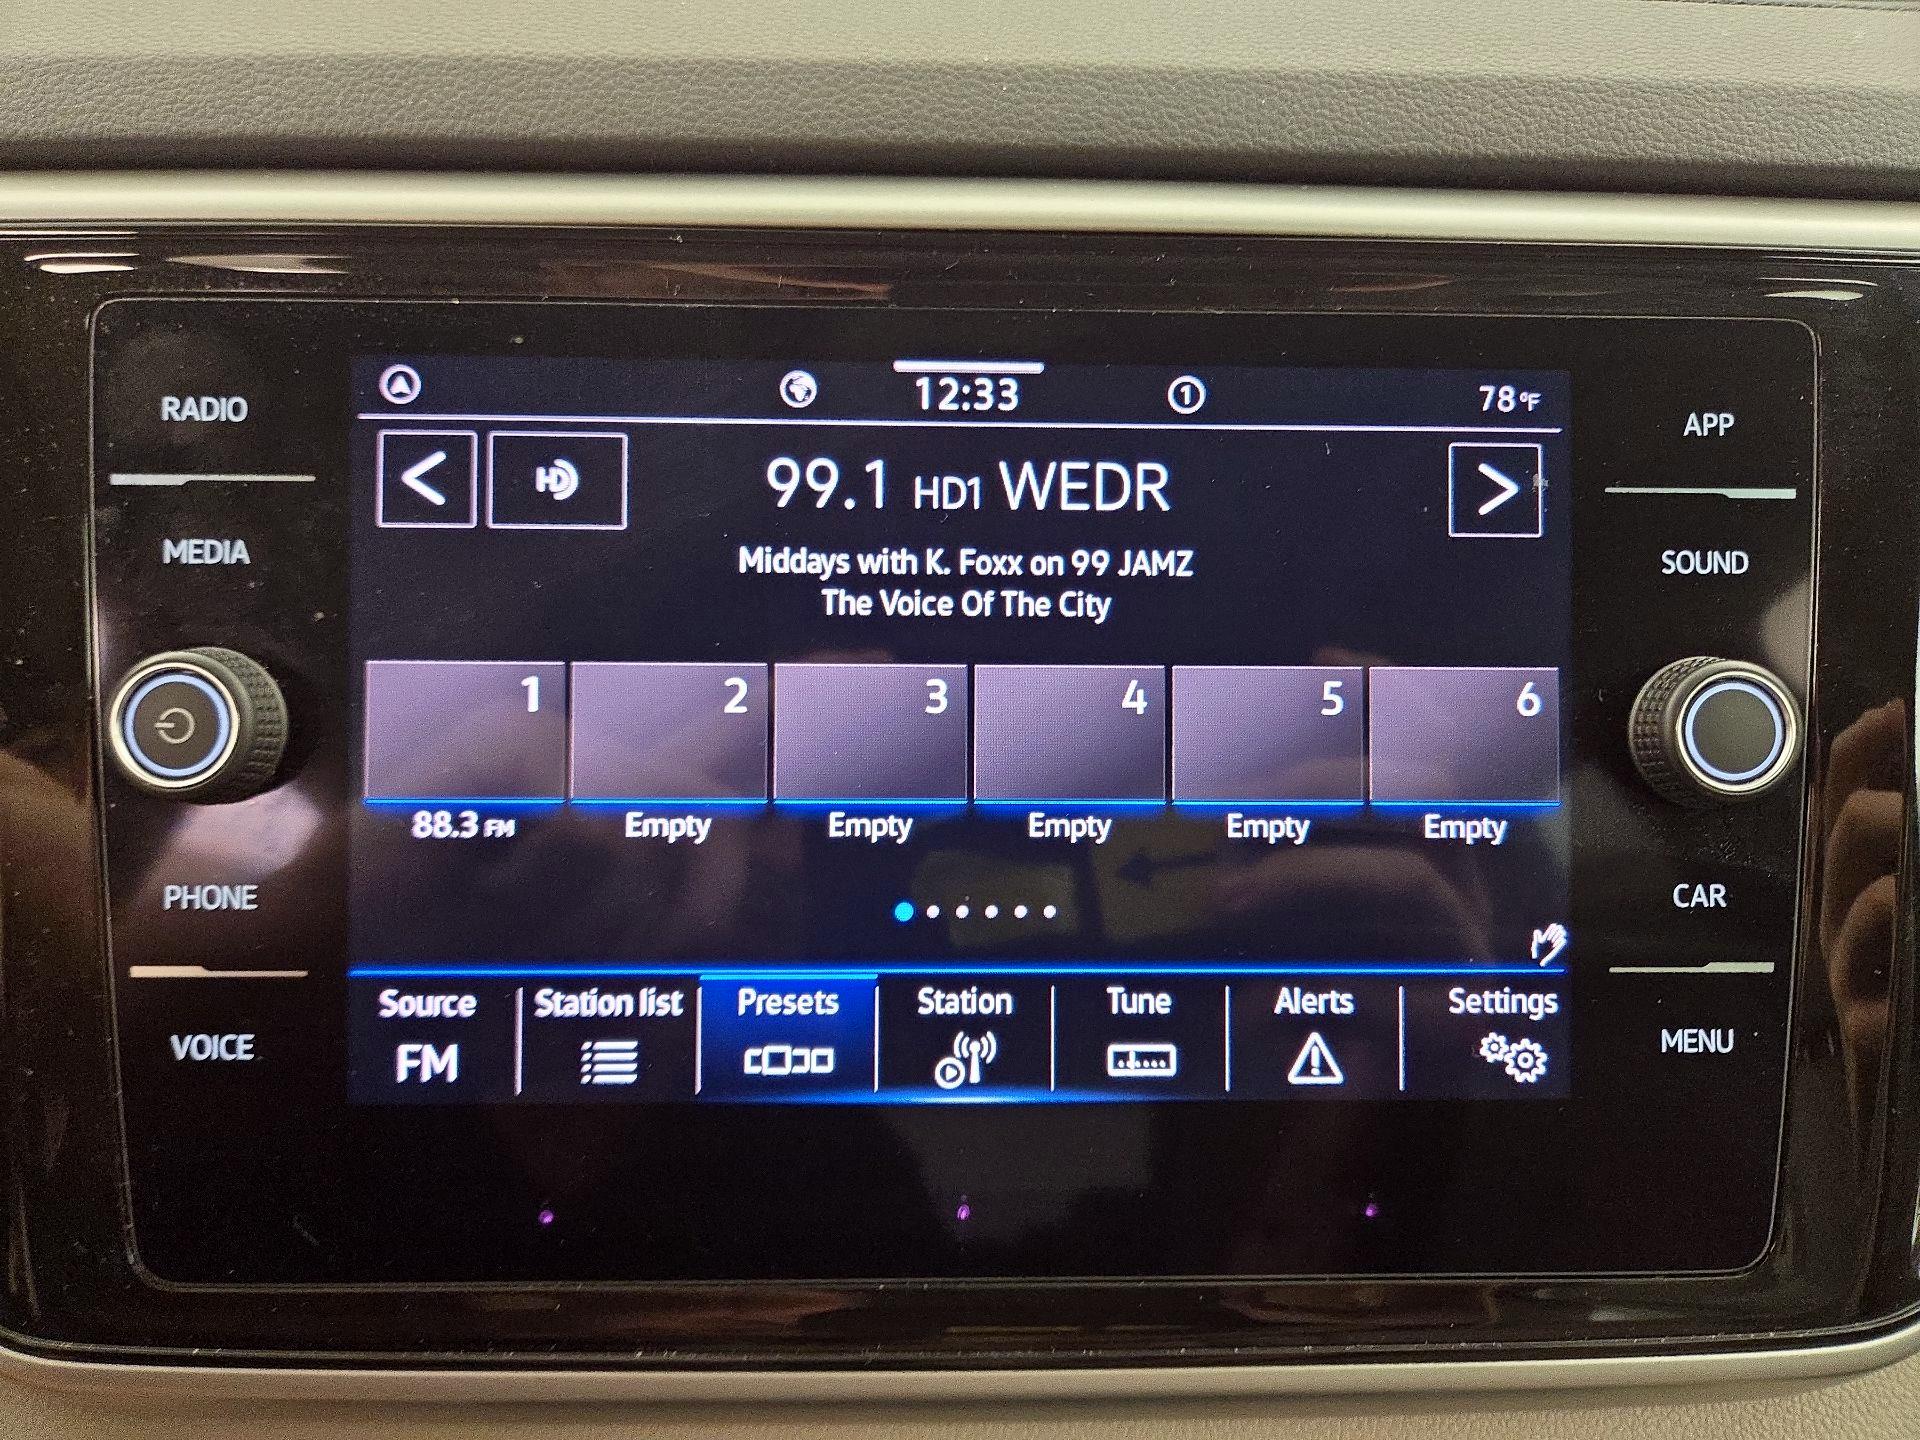 RADIO
MEDIA
PHONE
VOICE
12:33
1
78°F
HD
99.1 HD1 WEDR
Middays with K. Foxx on 99 JAMZ
The Voice Of The City
1 2 3 4 5 6
88.3 FM Empty Empty Empty Empty Empty
Source Station list Presets Station Tune Alerts Settings
FM
APP
SOUND
CAR
MENU